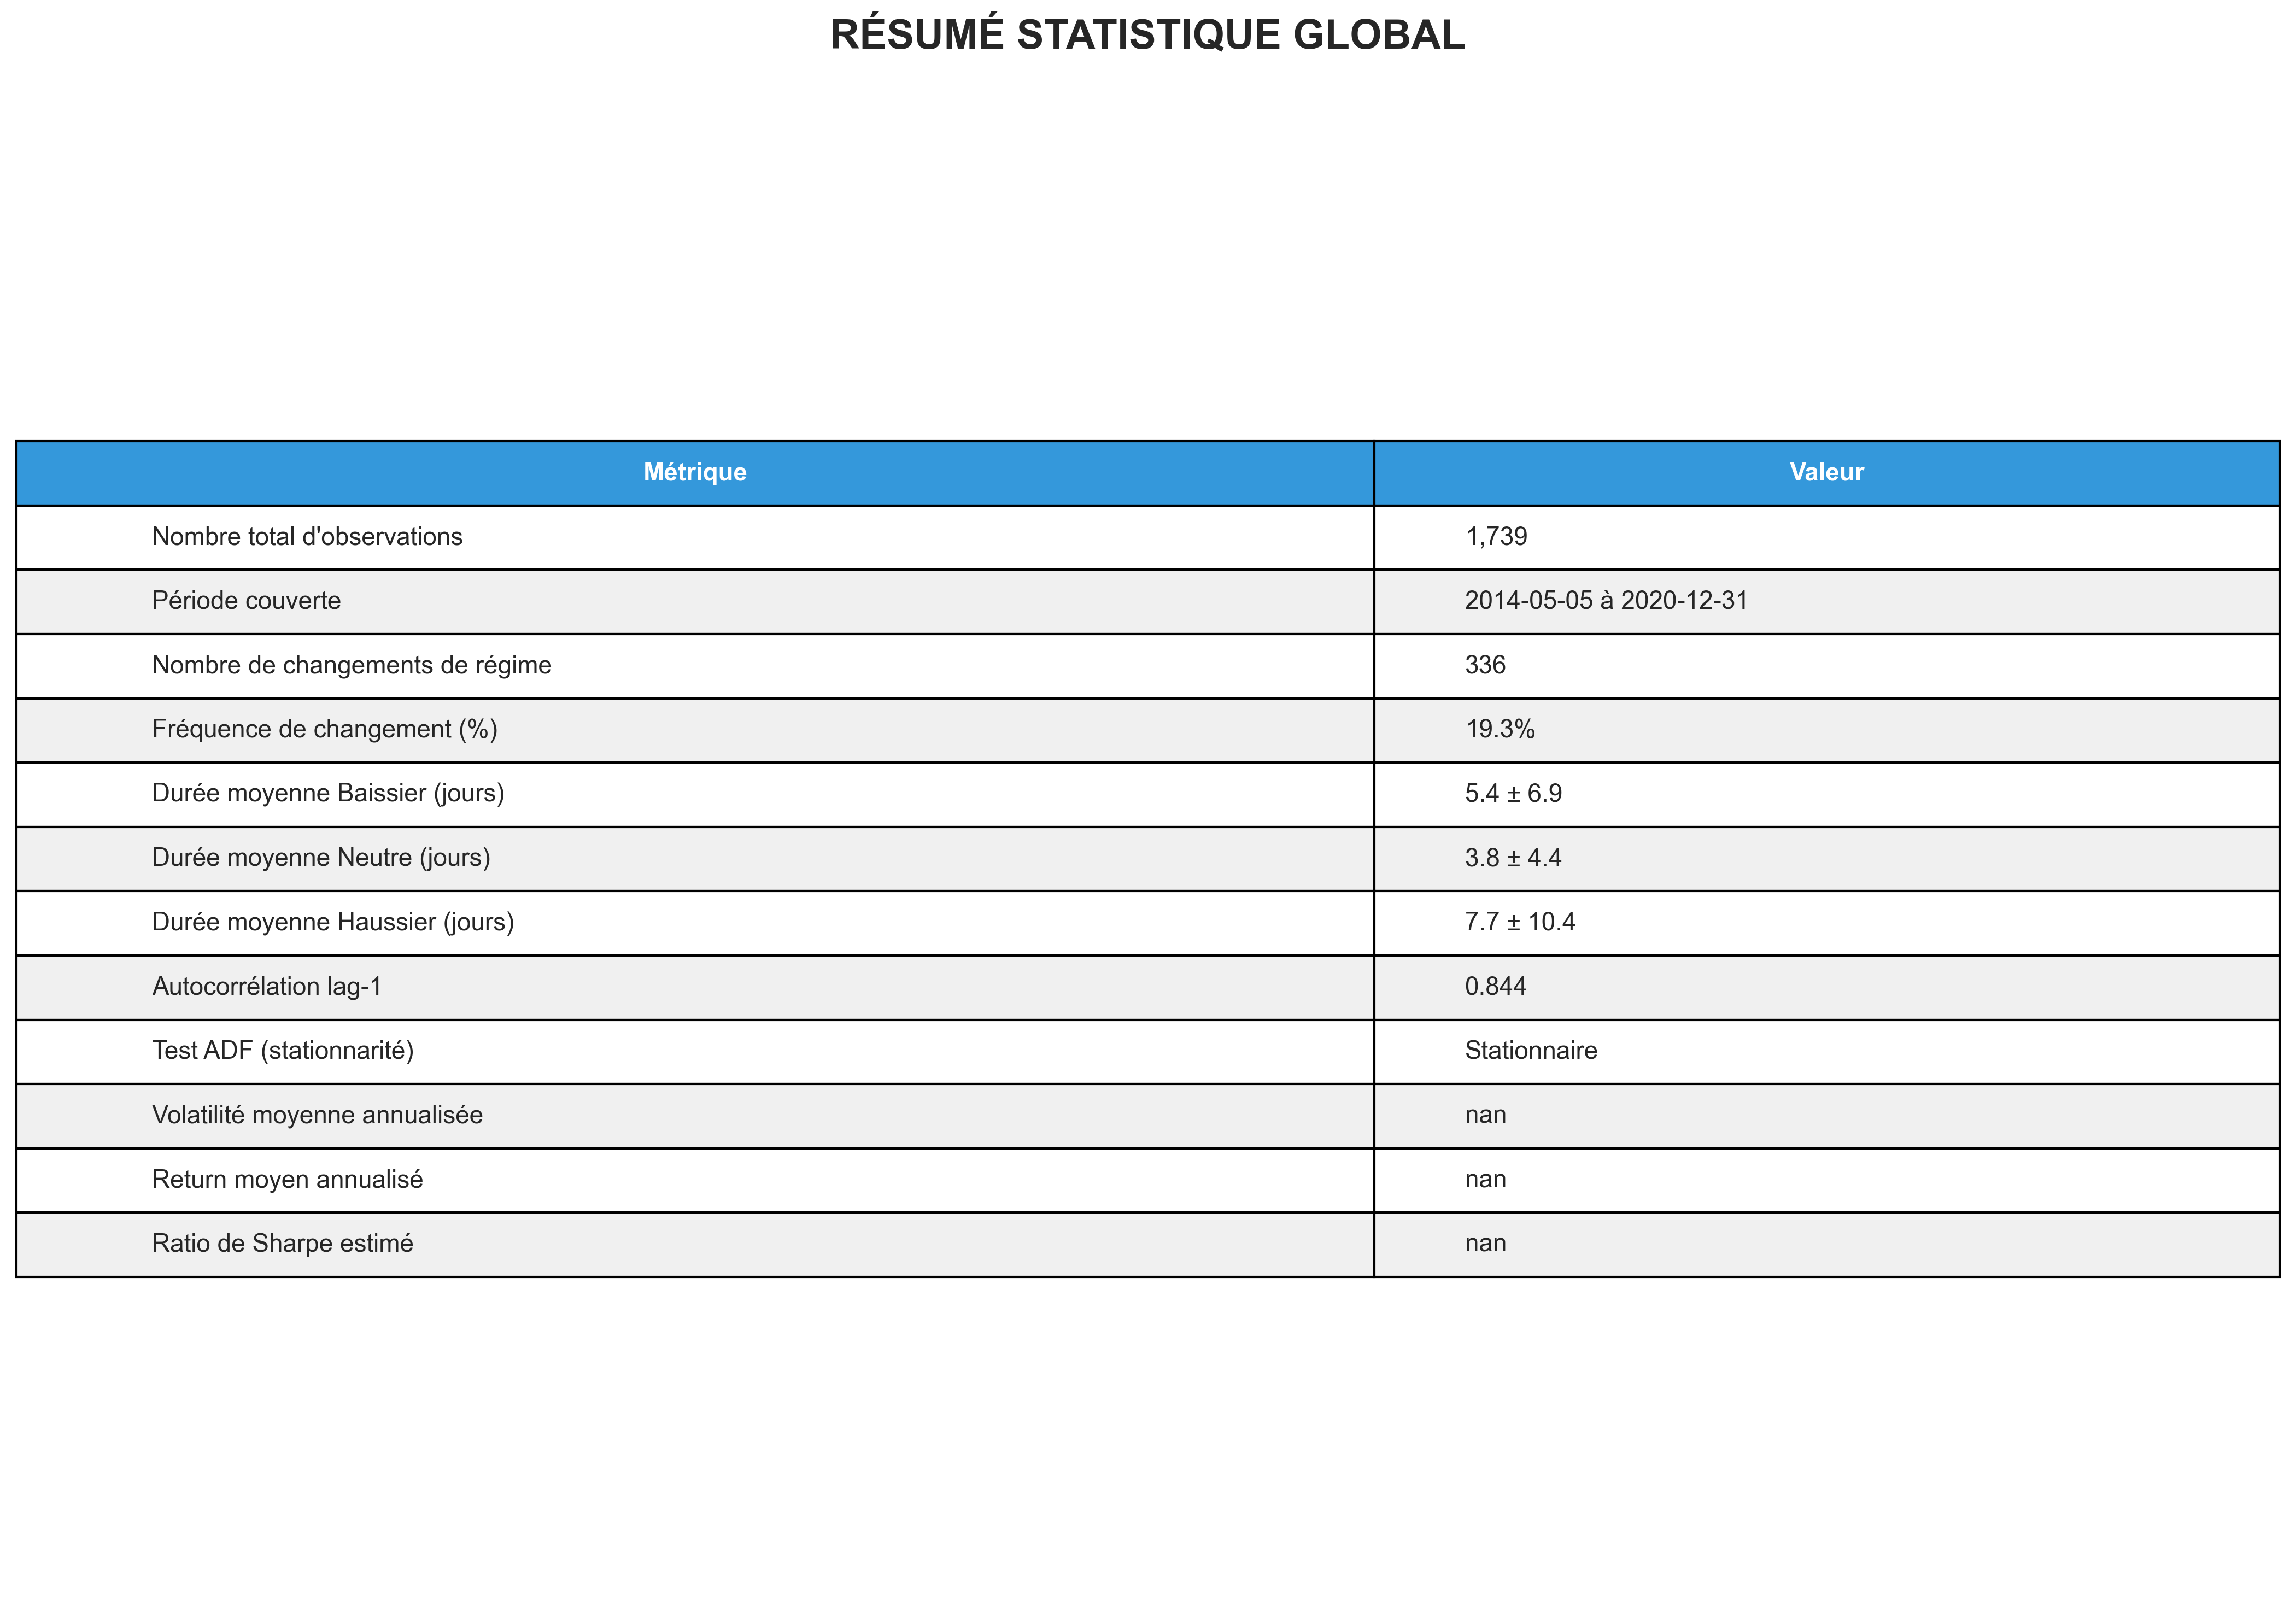 RÉSUMÉ STATISTIQUE GLOBAL
Métrique Valeur
Nombre total d'observations 1,739
Période couverte 2014-05-05 à 2020-12-31
Nombre de changements de régime 336
Fréquence de changement (%) 19.3%
Durée moyenne Baissier (jours) 5.4 ± 6.9
Durée moyenne Neutre (jours) 3.8 ± 4.4
Durée moyenne Haussier (jours) 7.7 ± 10.4
Autocorrélation lag-1 0.844
Test ADF (stationnarité) Stationnaire
Volatilité moyenne annualisée nan
Return moyen annualisé nan
Ratio de Sharpe estimé nan